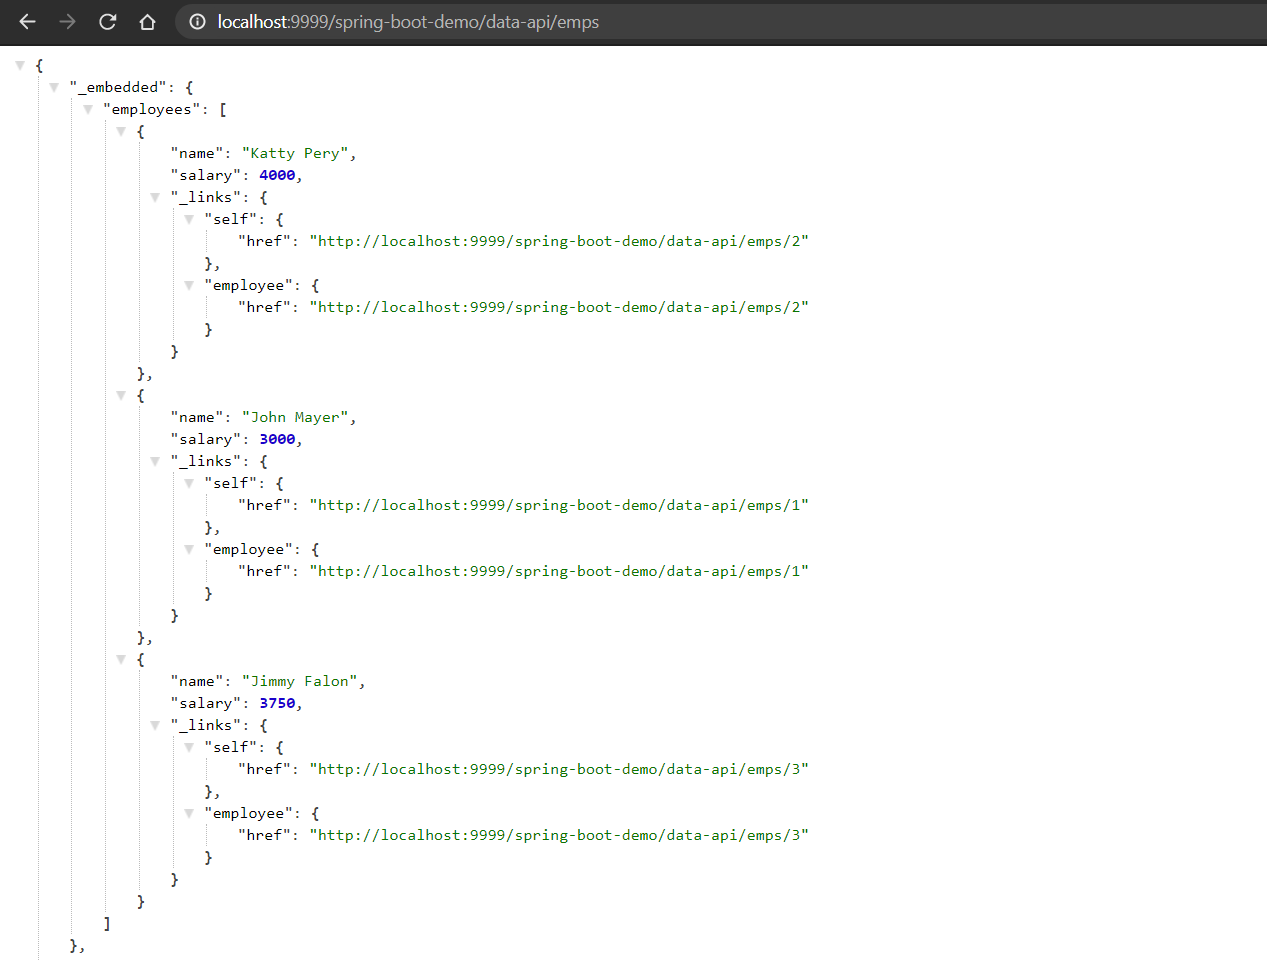 localhost:9999/spring-boot-demo/data-api/emps
{
"_embedded": {
"employees": [
{
"name": "Katty Pery",
"salary": 4000,
"_links": {
"self": {
"href": "http://localhost:9999/spring-boot-demo/data-api/emps/2"
},
"employee": {
"href": "http://localhost:9999/spring-boot-demo/data-api/emps/2"
}
}
},
{
"name": "John Mayer",
"salary": 3000,
"_links": {
"self": {
"href": "http://localhost:9999/spring-boot-demo/data-api/emps/1"
},
"employee": {
"href": "http://localhost:9999/spring-boot-demo/data-api/emps/1"
}
}
},
{
"name": "Jimmy Falon",
"salary": 3750,
"_links": {
"self": {
"href": "http://localhost:9999/spring-boot-demo/data-api/emps/3"
},
"employee": {
"href": "http://localhost:9999/spring-boot-demo/data-api/emps/3"
}
}
}
]
},